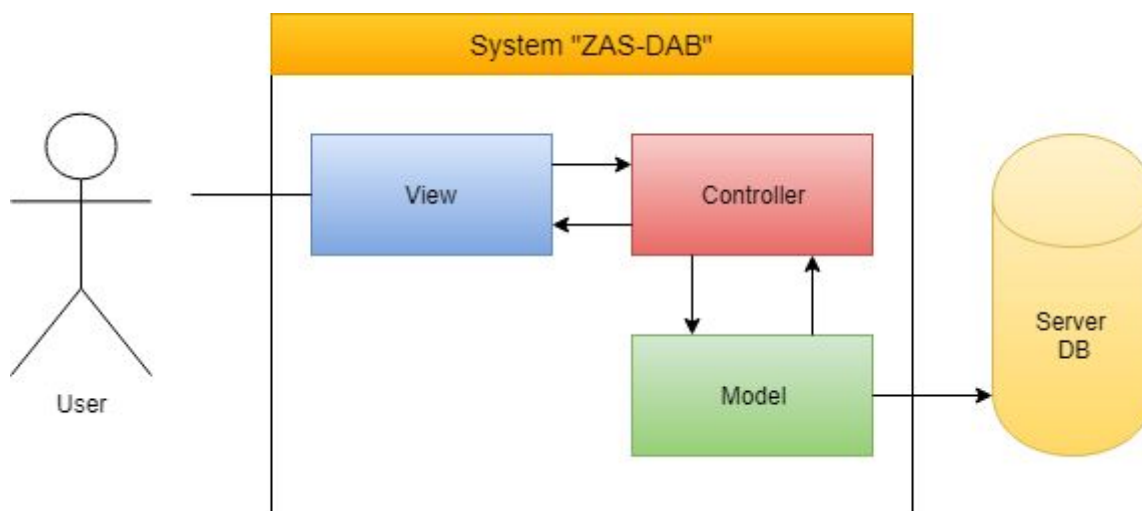 System "ZAS-DAB"
View
Controller
Model
Server
DB
User